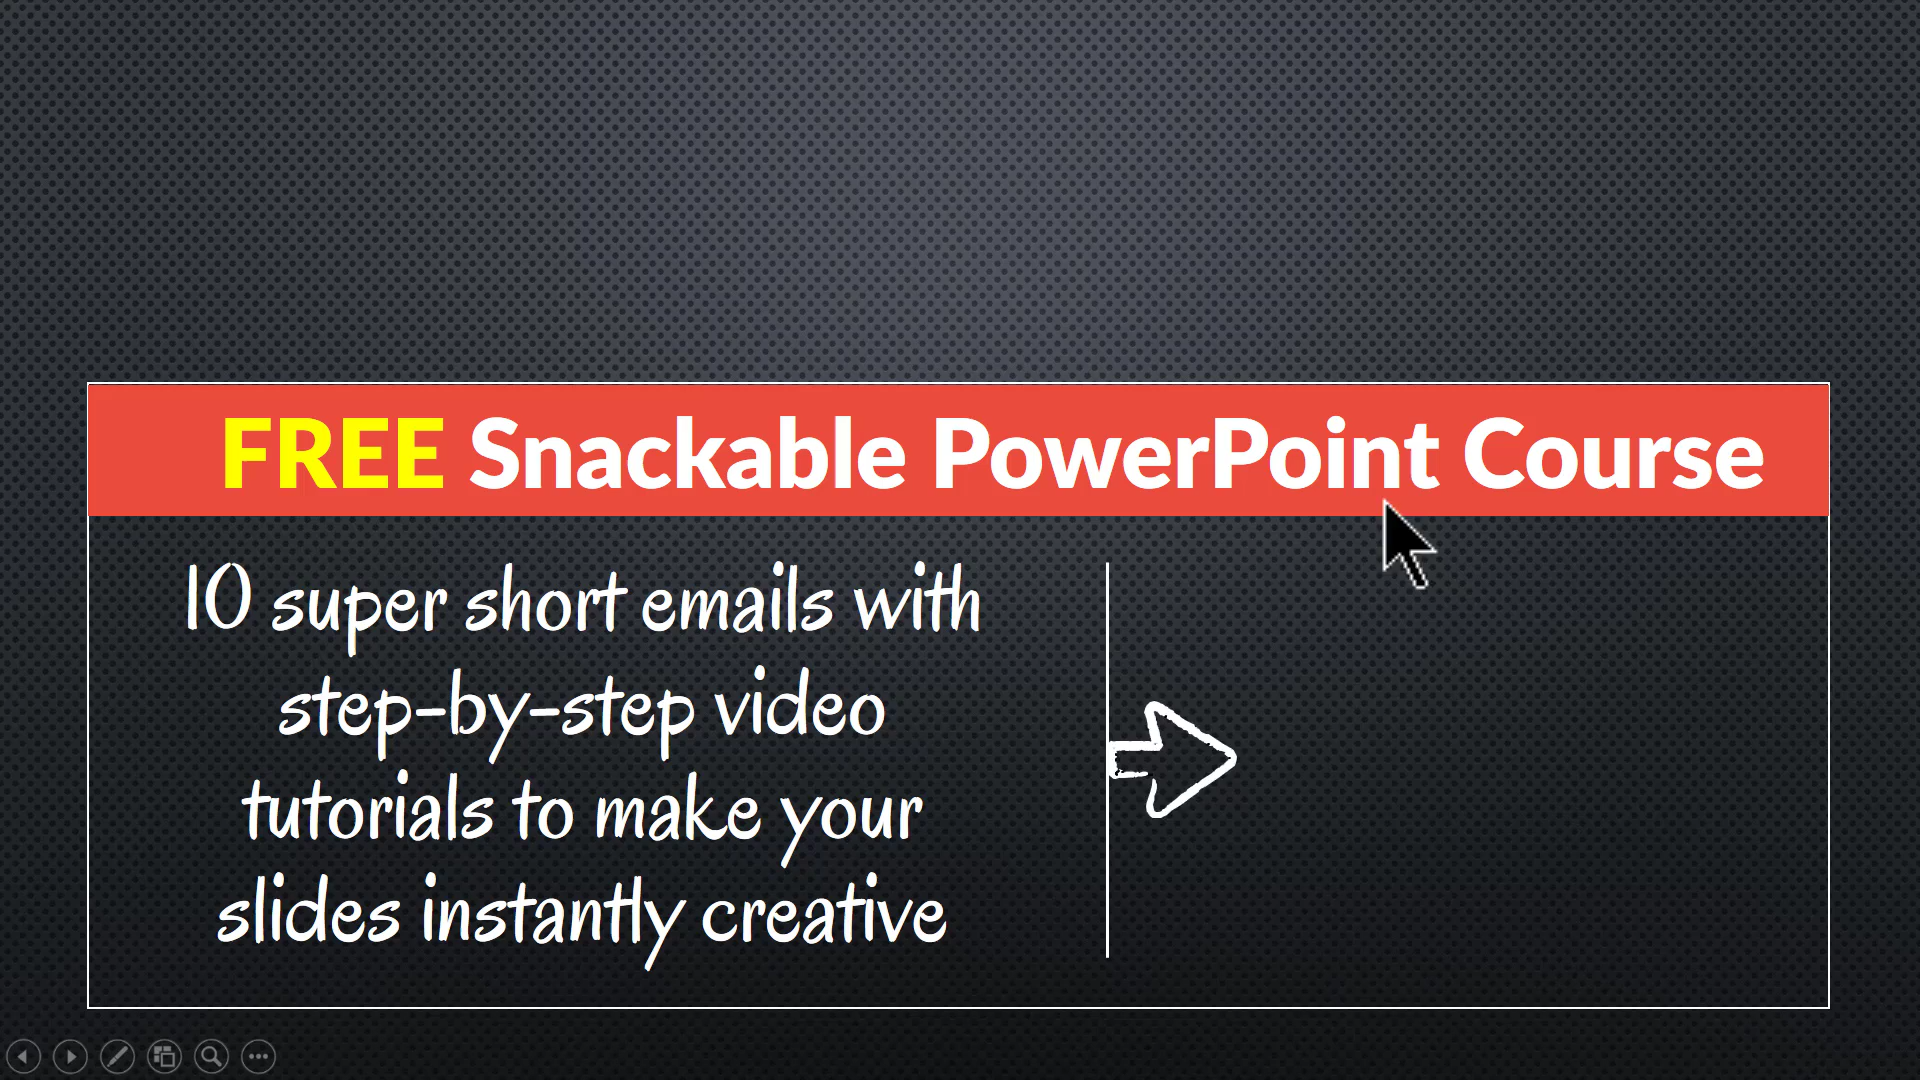 FREE Snackable PowerPoint Course
10 super short emails with
step-by-step video
tutorials to make your
slides instantly creative